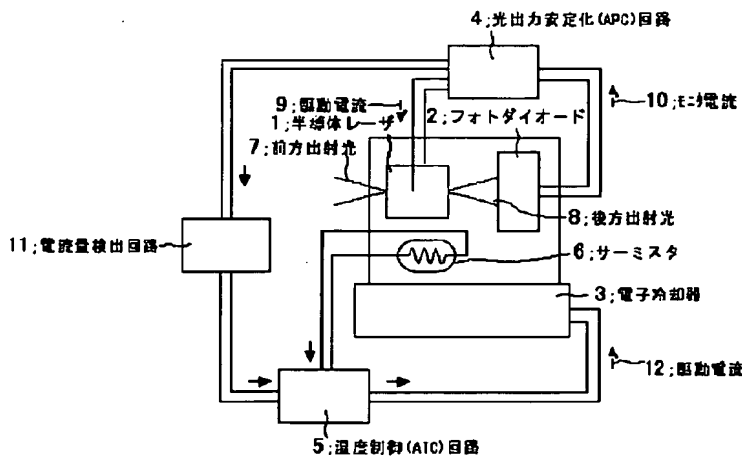 4;光出力安定化(APC)回路
9;駆動電流
10;モニタ電流
1;半導体レーザ
2;フォトダイオード
7;前方出射光
8;後方出射光
11;電流量検出回路
6;サーミスタ
3;電子冷却器
12;駆動電流
5;温度制御(ATC)回路